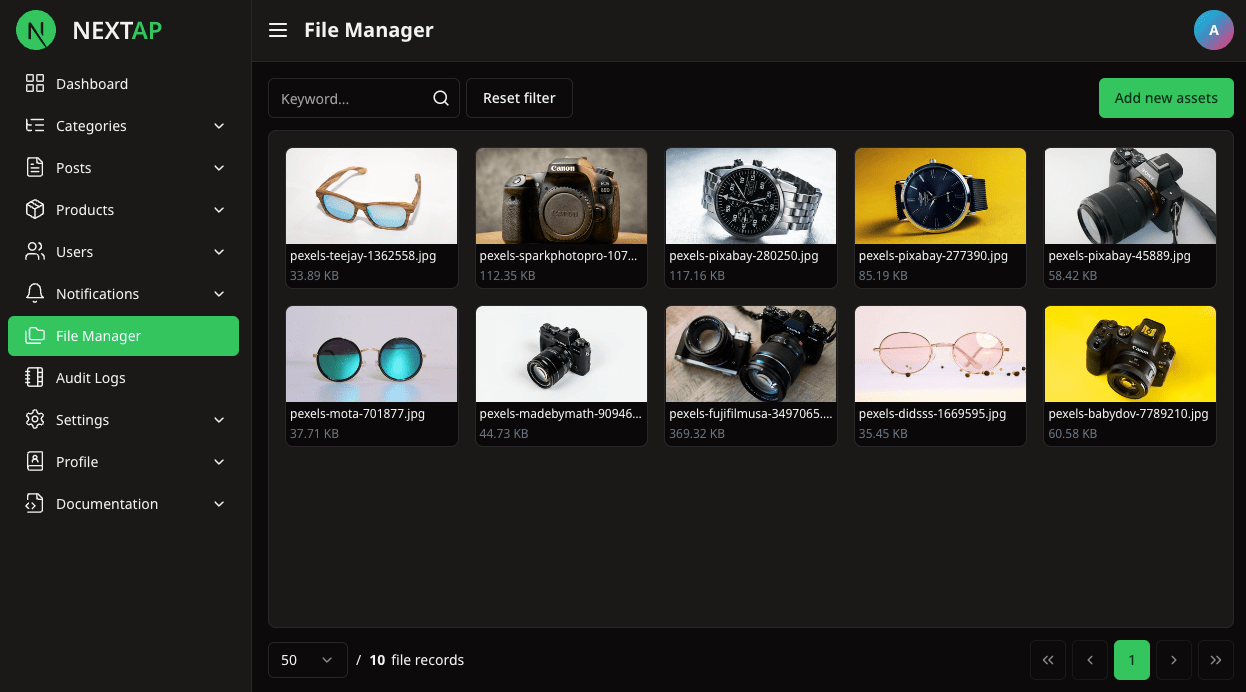 NEXTAP
File Manager
A
Dashboard
Categories
Posts
Products
Users
Notifications
File Manager
Audit Logs
Settings
Profile
Documentation
Keyword...
Reset filter
Add new assets
Canon
pexels-teejay-1362558.jpg
33.89 KB
pexels-sparkphotopro-107...
112.35 KB
pexels-pixabay-280250.jpg
117.16 KB
pexels-pixabay-277390.jpg
85.19 KB
pexels-pixabay-45889.jpg
58.42 KB
pexels-mota-701877.jpg
37.71 KB
pexels-madebymath-90946...
44.73 KB
pexels-fujifilmusa-3497065....
369.32 KB
pexels-didsss-1669595.jpg
35.45 KB
pexels-babydov-7789210.jpg
60.58 KB
50
/ 10 file records
1